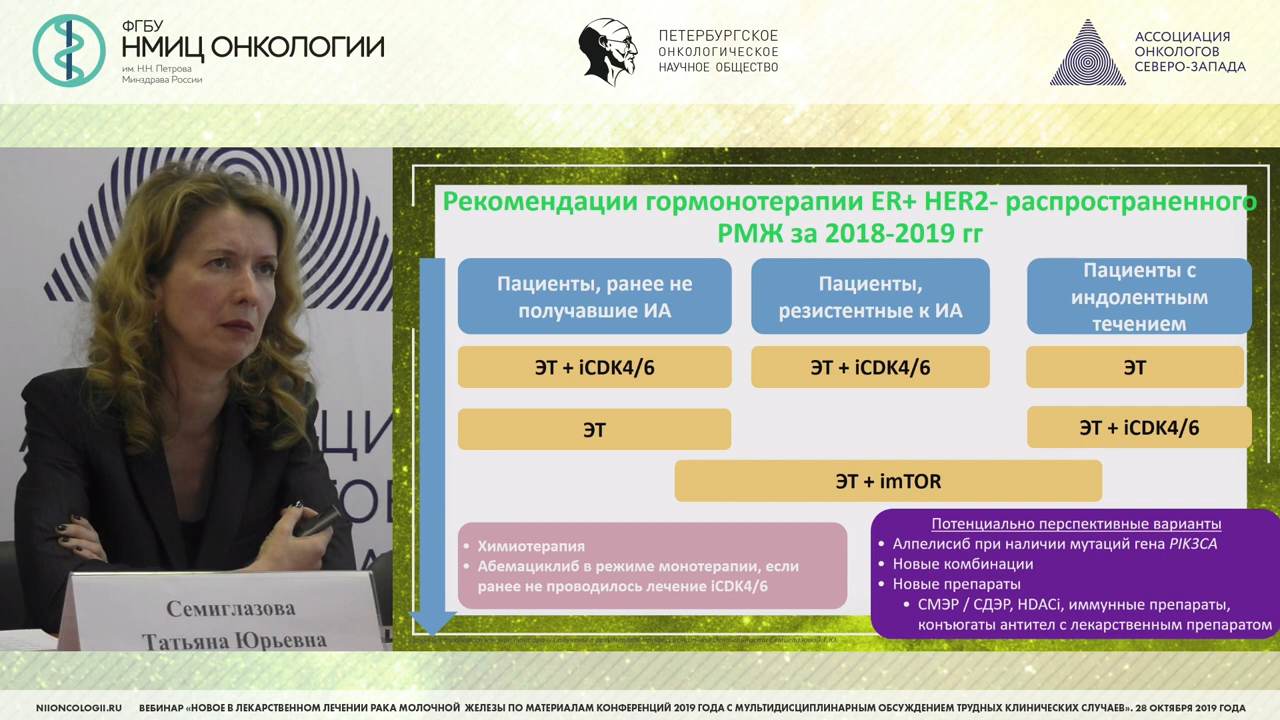 ФГБУ
НМИЦ ОНКОЛОГИИ
им. Н.Н. Петрова
Минздрава России
ПЕТЕРБУРГСКОЕ
ОНКОЛОГИЧЕСКОЕ
НАУЧНОЕ ОБЩЕСТВО
АССОЦИАЦИЯ
ОНКОЛОГОВ
СЕВЕРО-ЗАПАДА
Семиглазова
Татьяна Юрьевна
Рекомендации гормонотерапии ER+ HER2- распространенного
РМЖ за 2018-2019 гг
Пациенты, ранее не
получавшие ИА
Пациенты,
резистентные к ИА
Пациенты с
индолентным
течением
ЭТ + iCDK4/6
ЭТ + iCDK4/6
ЭТ
ЭТ
ЭТ + iCDK4/6
ЭТ + imTOR
• Химиотерапия
• Абемациклиб в режиме монотерапии, если
ранее не проводилось лечение iCDK4/6
Потенциально перспективные варианты
• Алпелисиб при наличии мутаций гена PIK3CA
• Новые комбинации
• Новые препараты
• СМЭР / СДЭР, HDACi, иммунные препараты,
конъюгаты антител с лекарственным препаратом
NIIONCOLOGII.RU ВЕБИНАР «НОВОЕ В ЛЕКАРСТВЕННОМ ЛЕЧЕНИИ РАКА МОЛОЧНОЙ ЖЕЛЕЗЫ ПО МАТЕРИАЛАМ КОНФЕРЕНЦИЙ 2019 ГОДА С МУЛЬТИДИСЦИПЛИНАРНЫМ ОБСУЖДЕНИЕМ ТРУДНЫХ КЛИНИЧЕСКИХ СЛУЧАЕВ». 28 ОКТЯБРЯ 2019 ГОДА